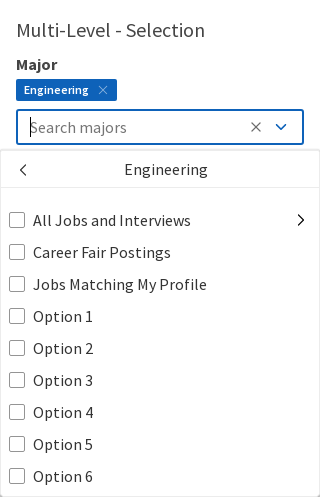 Multi-Level - Selection
Major
Engineering
Search majors
Engineering
All Jobs and Interviews
Career Fair Postings
Jobs Matching My Profile
Option 1
Option 2
Option 3
Option 4
Option 5
Option 6